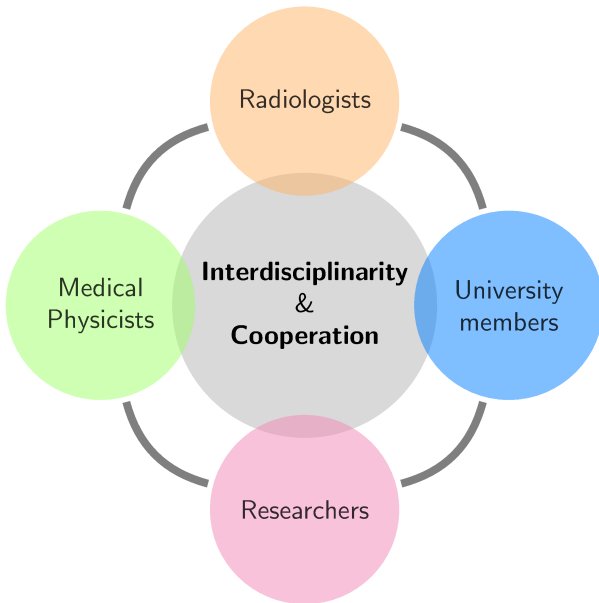 Radiologists
Interdisciplinarity
&
Cooperation
Medical
Physicists
University
members
Researchers